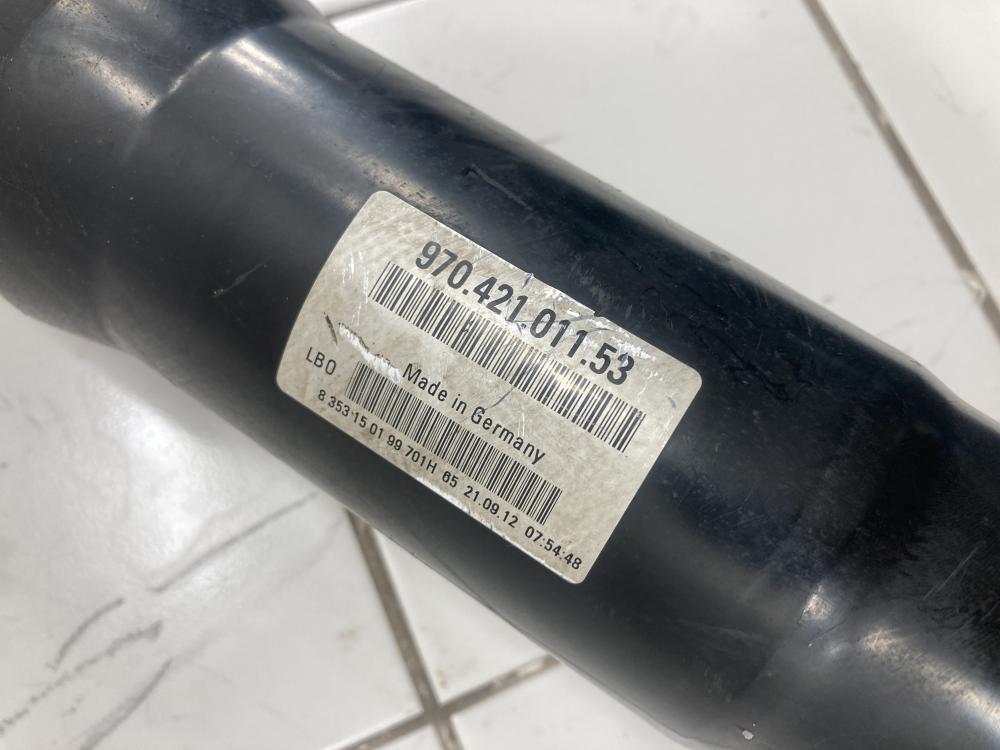 970.421.011.53
Made in Germany
LBO
8 353 15 01 99 701H 65 21.09.12 07:54:48